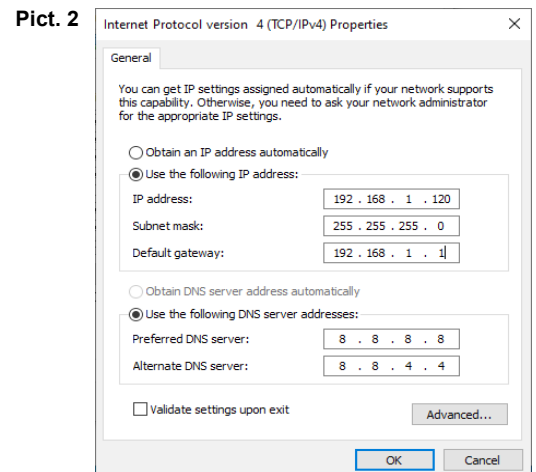 Pict. 2
Internet Protocol version 4 (TCP/IPv4) Properties
General
You can get IP settings assigned automatically if your network supports
this capability. Otherwise, you need to ask your network administrator
for the appropriate IP settings.
Obtain an IP address automatically
Use the following IP address:
IP address: 192 . 168 . 1 . 120
Subnet mask: 255 . 255 . 255 . 0
Default gateway: 192 . 168 . 1 . 1
Obtain DNS server address automatically
Use the following DNS server addresses:
Preferred DNS server: 8 . 8 . 8 . 8
Alternate DNS server: 8 . 8 . 4 . 4
Validate settings upon exit
Advanced...
OK Cancel